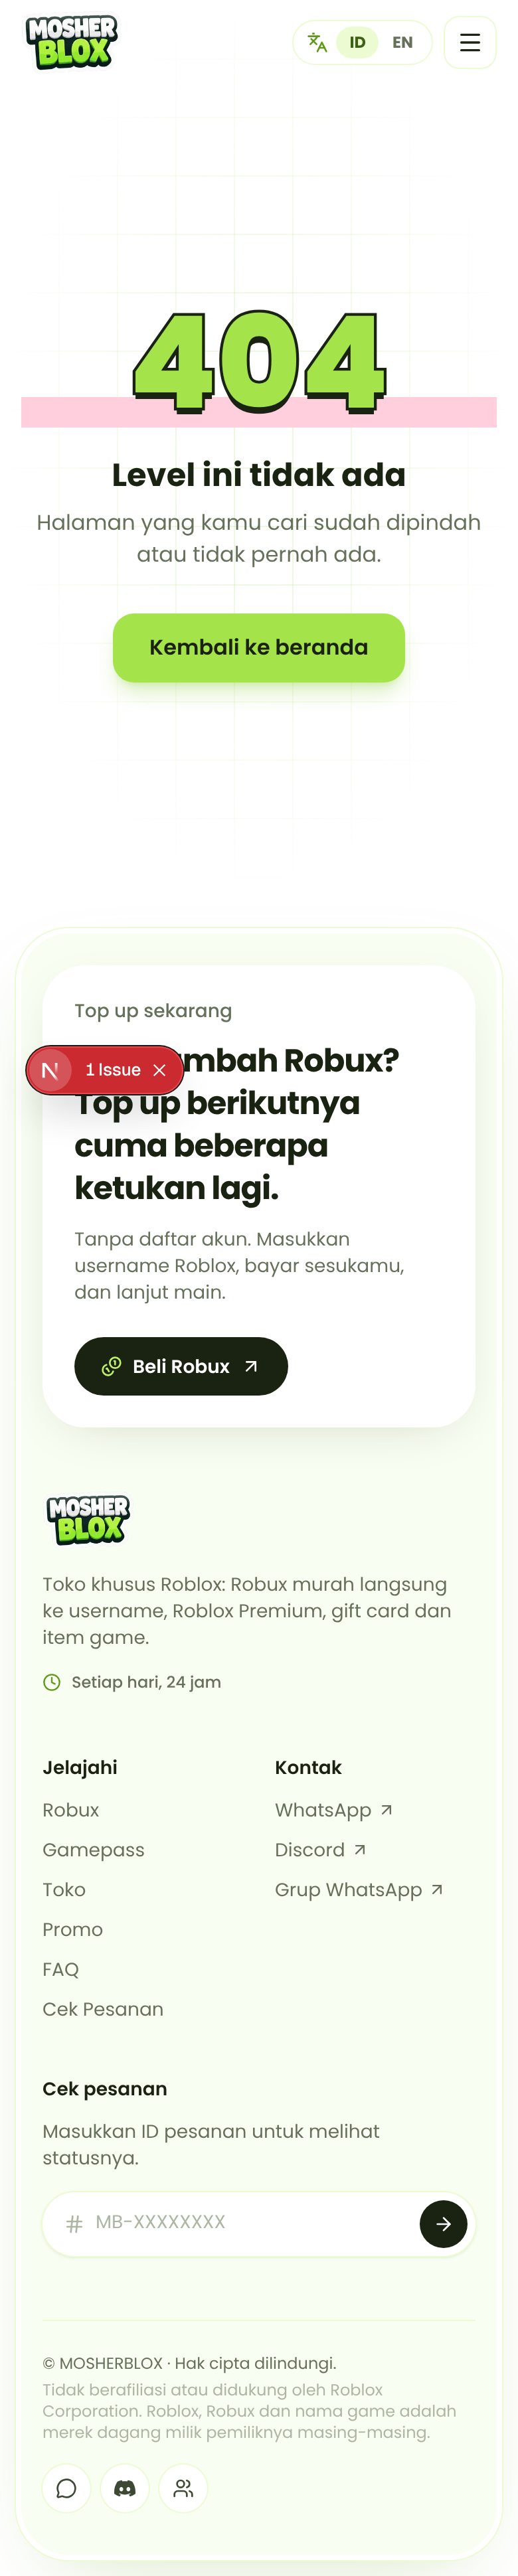 MOSHER
BLOX
ID EN
404
Level ini tidak ada
Halaman yang kamu cari sudah dipindah
atau tidak pernah ada.
Kembali ke beranda
Top up sekarang
Robux?
N 1 Issue
Top up berikutnya
cuma beberapa
ketukan lagi.
Tanpa daftar akun. Masukkan
username Roblox, bayar sesukamu,
dan lanjut main.
Beli Robux
MOSHER
BLOX
Toko khusus Roblox: Robux murah langsung
ke username, Roblox Premium, gift card dan
item game.
Setiap hari, 24 jam
Jelajahi
Robux
Gamepass
Toko
Promo
FAQ
Cek Pesanan
Kontak
WhatsApp
Discord
Grup WhatsApp
Cek pesanan
Masukkan ID pesanan untuk melihat
statusnya.
# MB-XXXXXXXX
© MOSHERBLOX · Hak cipta dilindungi.
Tidak berafiliasi atau didukung oleh Roblox
Corporation. Roblox, Robux dan nama game adalah
merek dagang milik pemiliknya masing-masing.